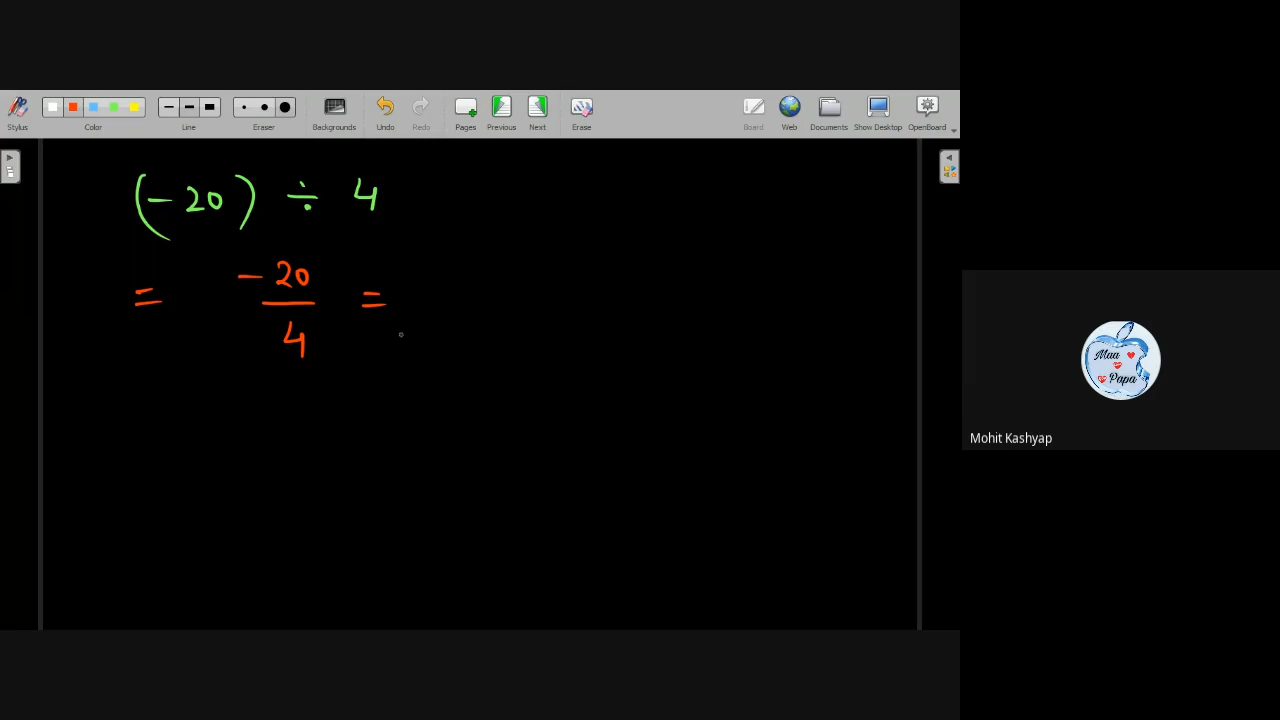 Stylus Color Line Eraser Backgrounds Undo Redo Pages Previous Next Erase Board Web Documents Show Desktop OpenBoard
(-20) ÷ 4
= -20/4 =
Maa
Papa
Mohit Kashyap